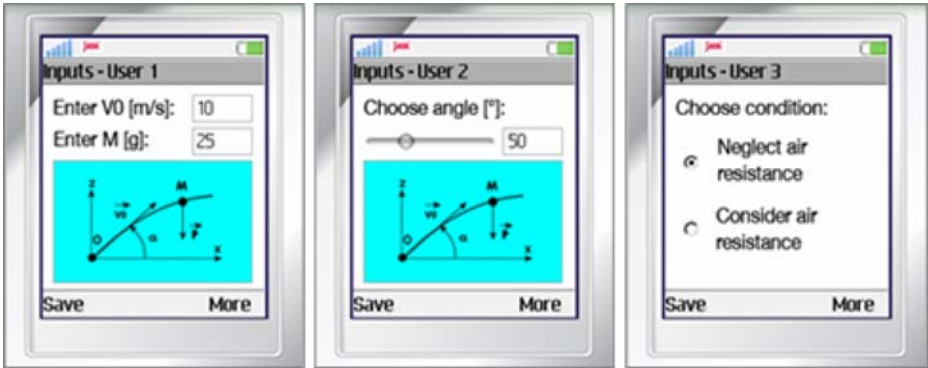 Inputs - User 1
Enter V0 [m/s]: 10
Enter M [g]: 25
Z
M
V0
O
α
P
X
Save More
Inputs - User 2
Choose angle [°]:
50
Z
M
V0
O
α
P
X
Save More
Inputs - User 3
Choose condition:
Neglect air
resistance
Consider air
resistance
Save More